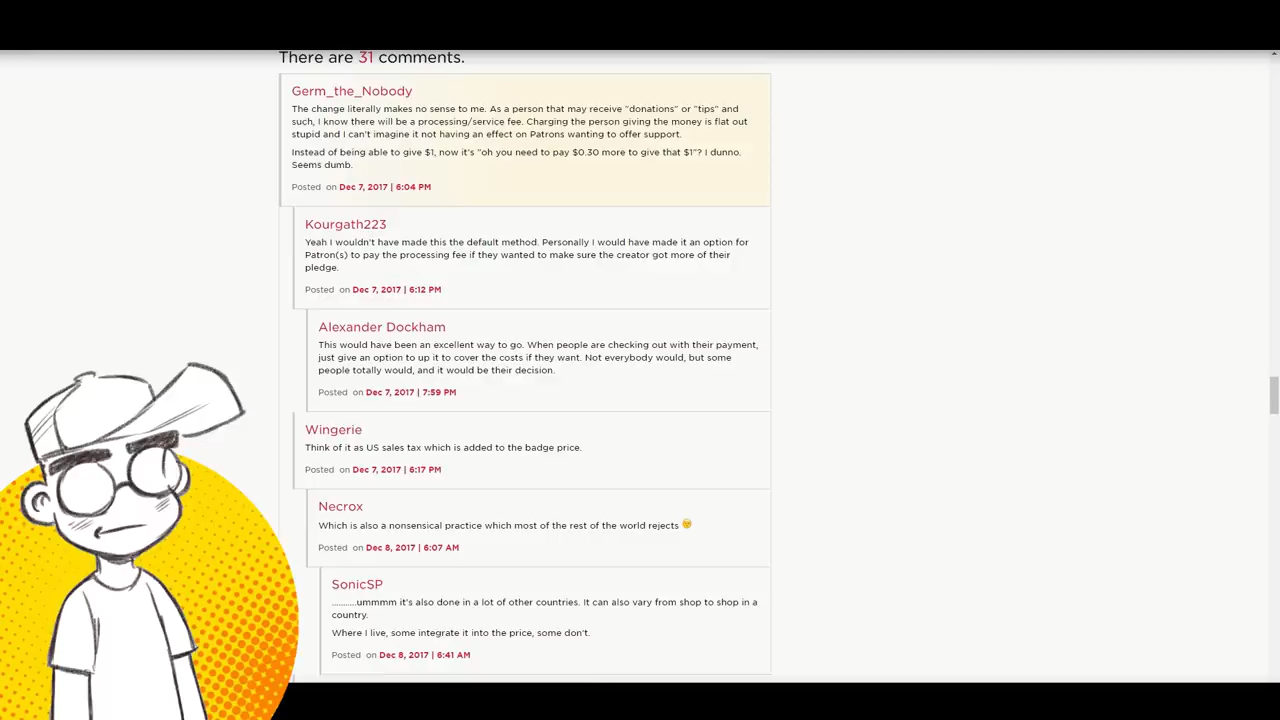 There are 31 comments.
Germ_the_Nobody
The change literally makes no sense to me. As a person that may receive "donations" or "tips" and
such, I know there will be a processing/service fee. Charging the person giving the money is flat out
stupid and I can't imagine it not having an effect on Patrons wanting to offer support.
Instead of being able to give $1, now it's "oh you need to pay $0.30 more to give that $1"? I dunno.
Seems dumb.
Posted on Dec 7, 2017 | 6:04 PM
Kourgath223
Yeah I wouldn't have made this the default method. Personally I would have made it an option for
Patron(s) to pay the processing fee if they wanted to make sure the creator got more of their
pledge.
Posted on Dec 7, 2017 | 6:12 PM
Alexander Dockham
This would have been an excellent way to go. When people are checking out with their payment,
just give an option to up it to cover the costs if they want. Not everybody would, but some
people totally would, and it would be their decision.
Posted on Dec 7, 2017 | 7:59 PM
Wingerie
Think of it as US sales tax which is added to the badge price.
Posted on Dec 7, 2017 | 6:17 PM
Necrox
Which is also a nonsensical practice which most of the rest of the world rejects
Posted on Dec 8, 2017 | 6:07 AM
SonicSP
...........ummmm it's also done in a lot of other countries. It can also vary from shop to shop in a
country.
Where I live, some integrate it into the price, some don't.
Posted on Dec 8, 2017 | 6:41 AM